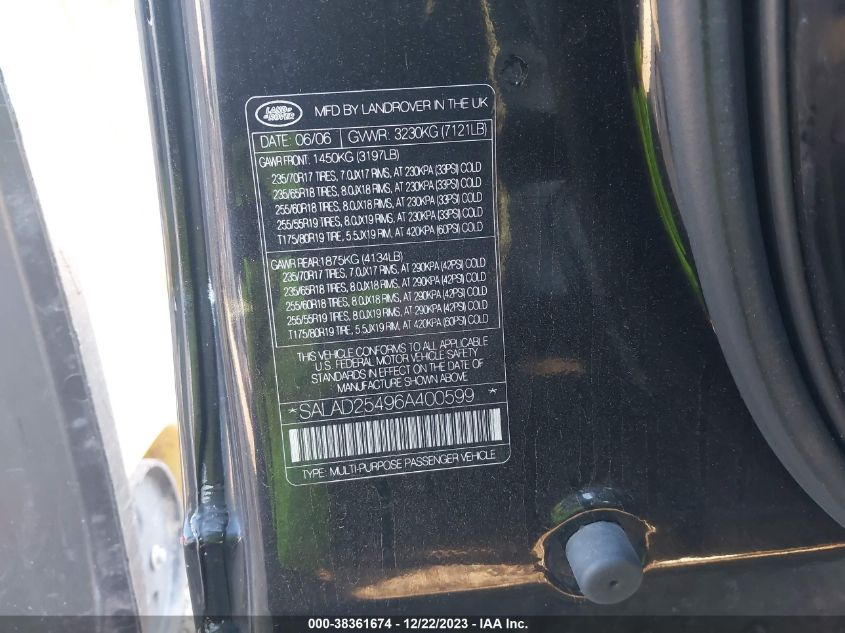 LAND-
ROVER
MFD BY LANDROVER IN THE UK
DATE: 06/06 GVWR: 3230KG (7121LB)
GAWR FRONT: 1450KG (3197LB)
235/70R17 TIRES, 7.0JX17 RIMS, AT 230KPA (33PSI) COLD
235/65R18 TIRES, 8.0JX18 RIMS, AT 230KPA (33PSI) COLD
255/60R18 TIRES, 8.0JX18 RIMS, AT 230KPA (33PSI) COLD
255/55R19 TIRES, 8.0JX19 RIMS, AT 230KPA (33PSI) COLD
T175/80R19 TIRE, 5.5JX19 RIM, AT 420KPA (60PSI) COLD
GAWR REAR: 1875KG (4134LB)
235/70R17 TIRES, 7.0JX17 RIMS, AT 290KPA (42PSI) COLD
235/65R18 TIRES, 8.0JX18 RIMS, AT 290KPA (42PSI) COLD
255/60R18 TIRES, 8.0JX18 RIMS, AT 290KPA (42PSI) COLD
255/55R19 TIRES, 8.0JX19 RIMS, AT 290KPA (42PSI) COLD
T175/80R19 TIRE, 5.5JX19 RIM, AT 420KPA (60PSI) COLD
THIS VEHICLE CONFORMS TO ALL APPLICABLE
U.S. FEDERAL MOTOR VEHICLE SAFETY
STANDARDS IN EFFECT ON THE DATE OF
MANUFACTURE SHOWN ABOVE
*SALAD25496A400599*
TYPE: MULTI-PURPOSE PASSENGER VEHICLE
000-38361674 - 12/22/2023 - IAA Inc.